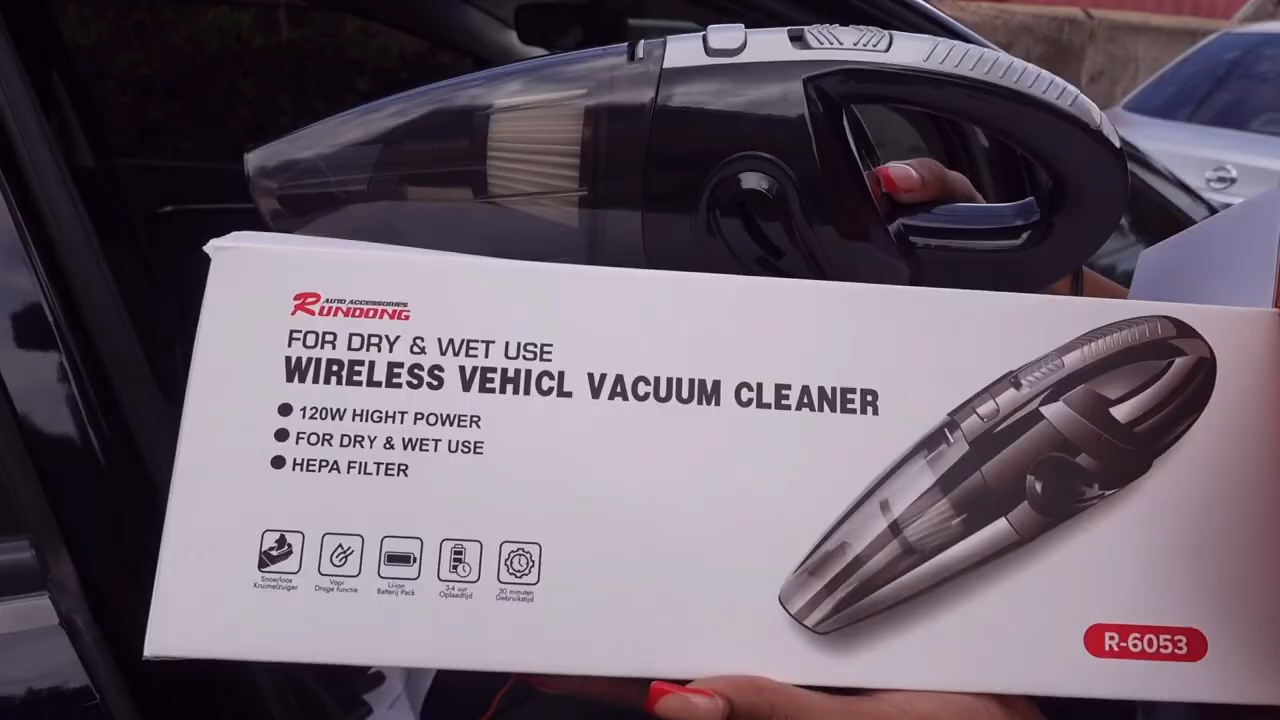 AUTO ACCESSORIES
RUNDONG
FOR DRY & WET USE
WIRELESS VEHICL VACUUM CLEANER
120W HIGHT POWER
FOR DRY & WET USE
HEPA FILTER
Snoerloos
Kruimelzuiger
Voor
Droge functie
Li-ion
Batterij Pack
3-4 uur
Oplaadtijd
30 minuten
Gebruikstijd
R-6053